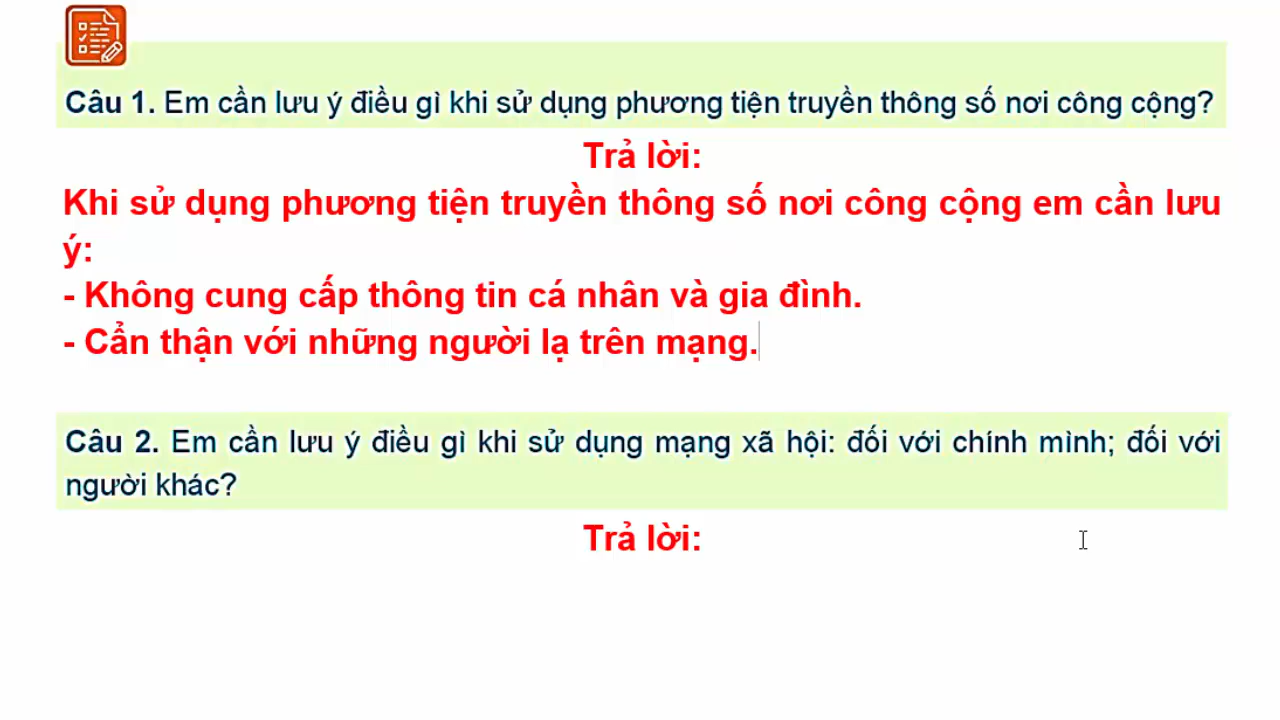 Câu 1. Em cần lưu ý điều gì khi sử dụng phương tiện truyền thông số nơi công cộng?
Trả lời:
Khi sử dụng phương tiện truyền thông số nơi công cộng em cần lưu
ý:
- Không cung cấp thông tin cá nhân và gia đình.
- Cẩn thận với những người lạ trên mạng.
Câu 2. Em cần lưu ý điều gì khi sử dụng mạng xã hội: đối với chính mình; đối với
người khác?
Trả lời: